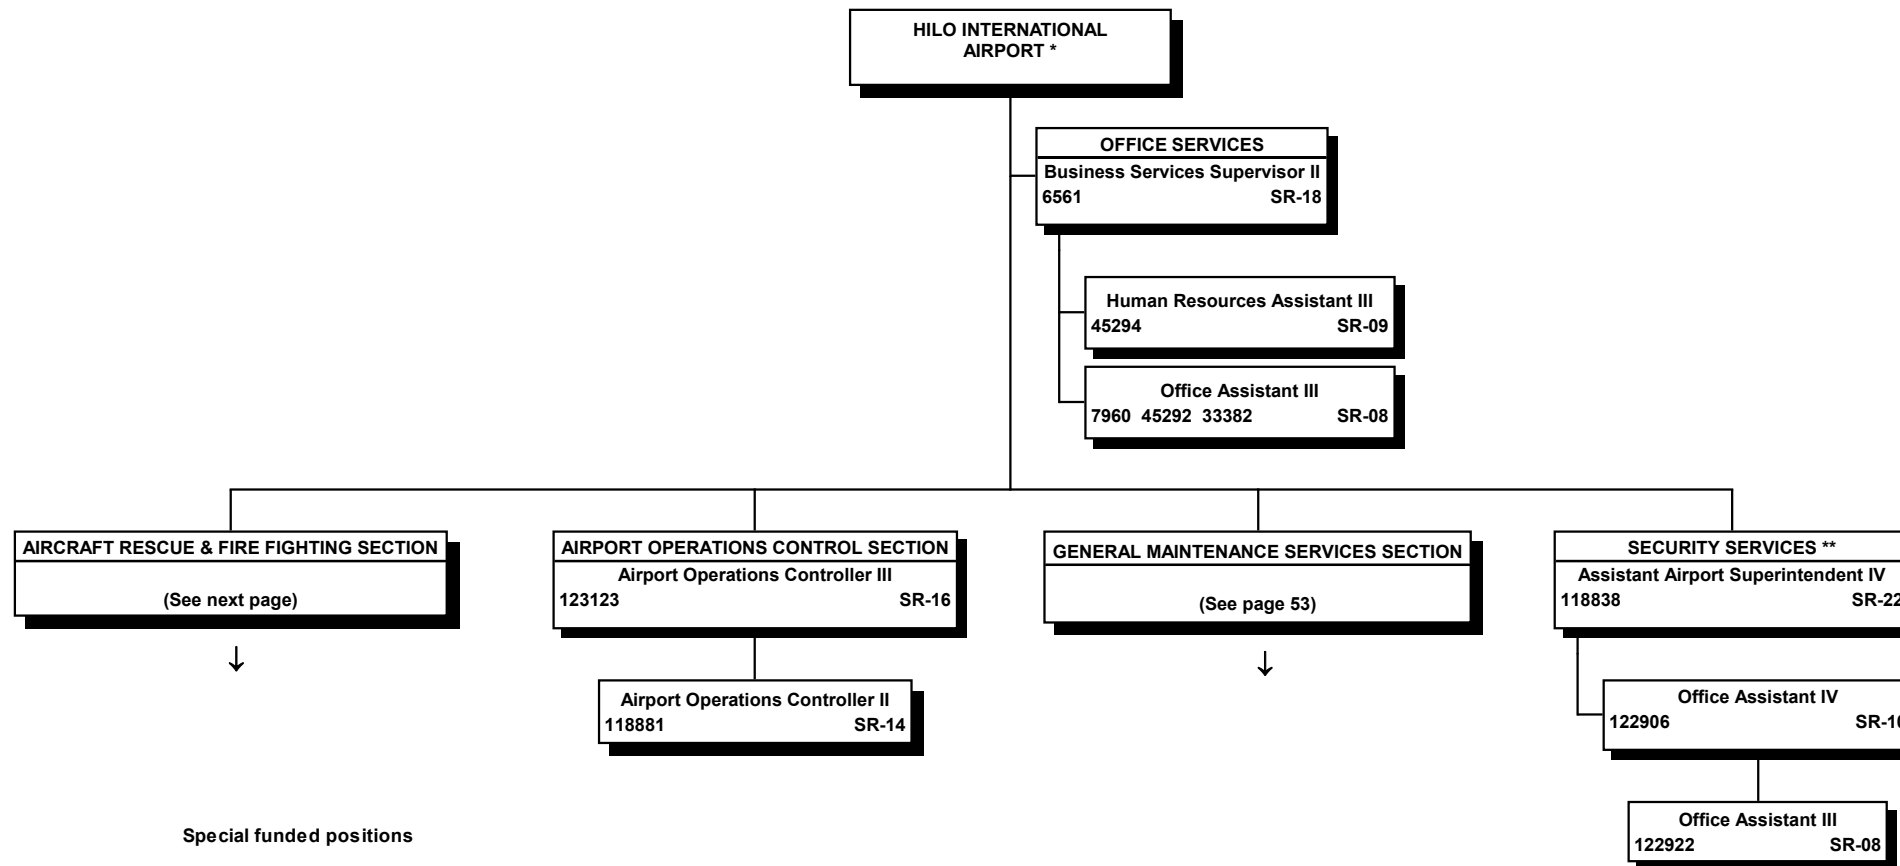 HILO INTERNATIONAL
AIRPORT *
OFFICE SERVICES
Business Services Supervisor II
6561 SR-18
Human Resources Assistant III
45294 SR-09
Office Assistant III
7960 45292 33382 SR-08
AIRCRAFT RESCUE & FIRE FIGHTING SECTION
(See next page)
↓
AIRPORT OPERATIONS CONTROL SECTION
Airport Operations Controller III
123123 SR-16
Airport Operations Controller II
118881 SR-14
GENERAL MAINTENANCE SERVICES SECTION
(See page 53)
↓
SECURITY SERVICES **
Assistant Airport Superintendent IV
118838 SR-22
Office Assistant IV
122906 SR-10
Office Assistant III
122922 SR-08
Special funded positions